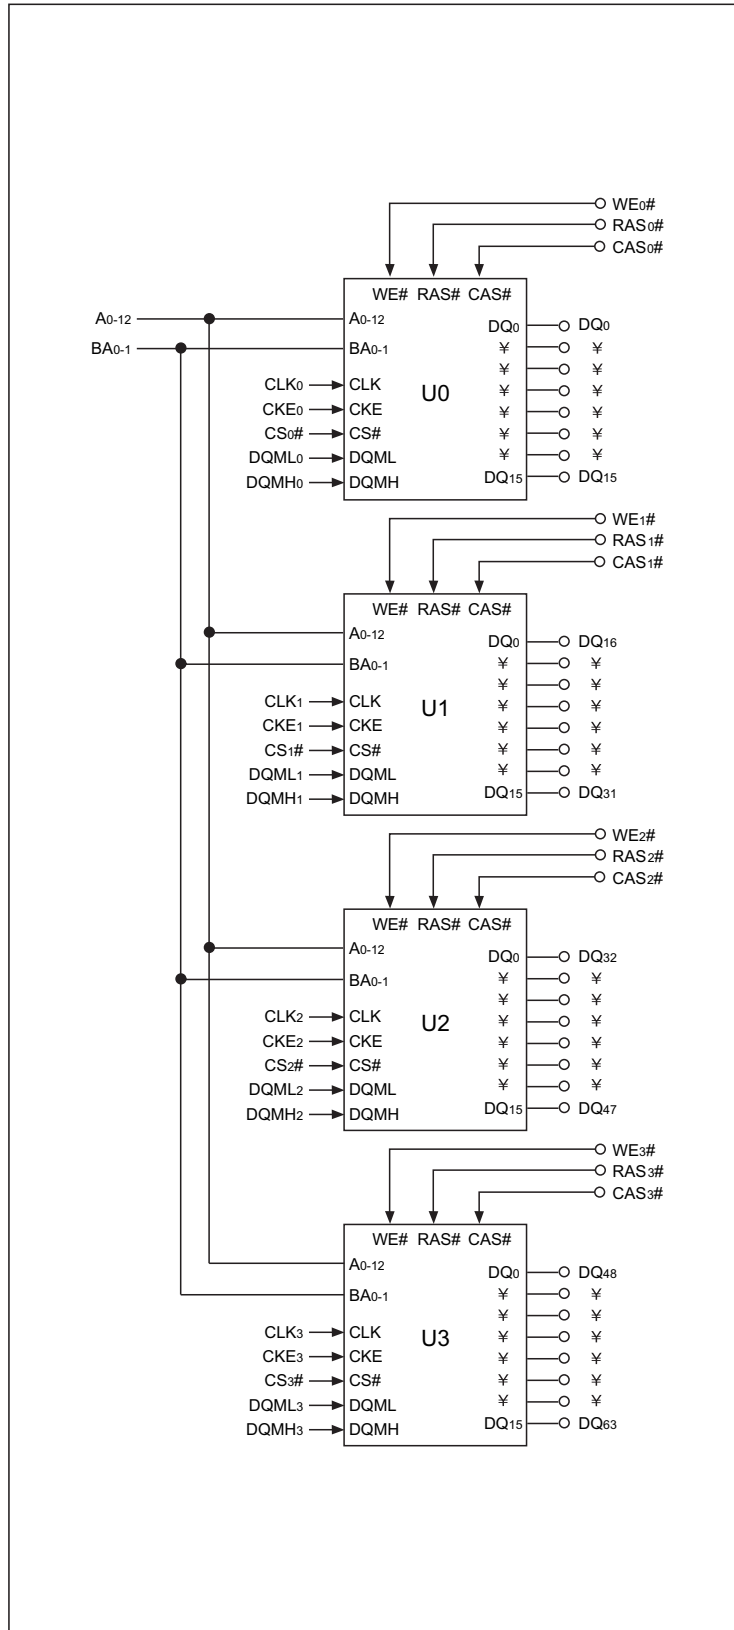 WE0#
RAS0#
CAS0#
WE# RAS# CAS#
A0-12 A0-12
DQ0 DQ0
BA0-1 BA0-1
¥ ¥
¥ ¥
CLK0 CLK
¥ ¥
U0
CKE0 CKE
¥ ¥
CS0# CS#
¥ ¥
DQML0 DQML
¥ ¥
DQMH0 DQMH
DQ15 DQ15
WE1#
RAS1#
CAS1#
WE# RAS# CAS#
A0-12
DQ0 DQ16
BA0-1
¥ ¥
¥ ¥
CLK1 CLK
¥ ¥
U1
CKE1 CKE
¥ ¥
CS1# CS#
¥ ¥
DQML1 DQML
¥ ¥
DQMH1 DQMH
DQ15 DQ31
WE2#
RAS2#
CAS2#
WE# RAS# CAS#
A0-12
DQ0 DQ32
BA0-1
¥ ¥
¥ ¥
CLK2 CLK
¥ ¥
U2
CKE2 CKE
¥ ¥
CS2# CS#
¥ ¥
DQML2 DQML
¥ ¥
DQMH2 DQMH
DQ15 DQ47
WE3#
RAS3#
CAS3#
WE# RAS# CAS#
A0-12
DQ0 DQ48
BA0-1
¥ ¥
¥ ¥
CLK3 CLK
¥ ¥
U3
CKE3 CKE
¥ ¥
CS3# CS#
¥ ¥
DQML3 DQML
¥ ¥
DQMH3 DQMH
DQ15 DQ63